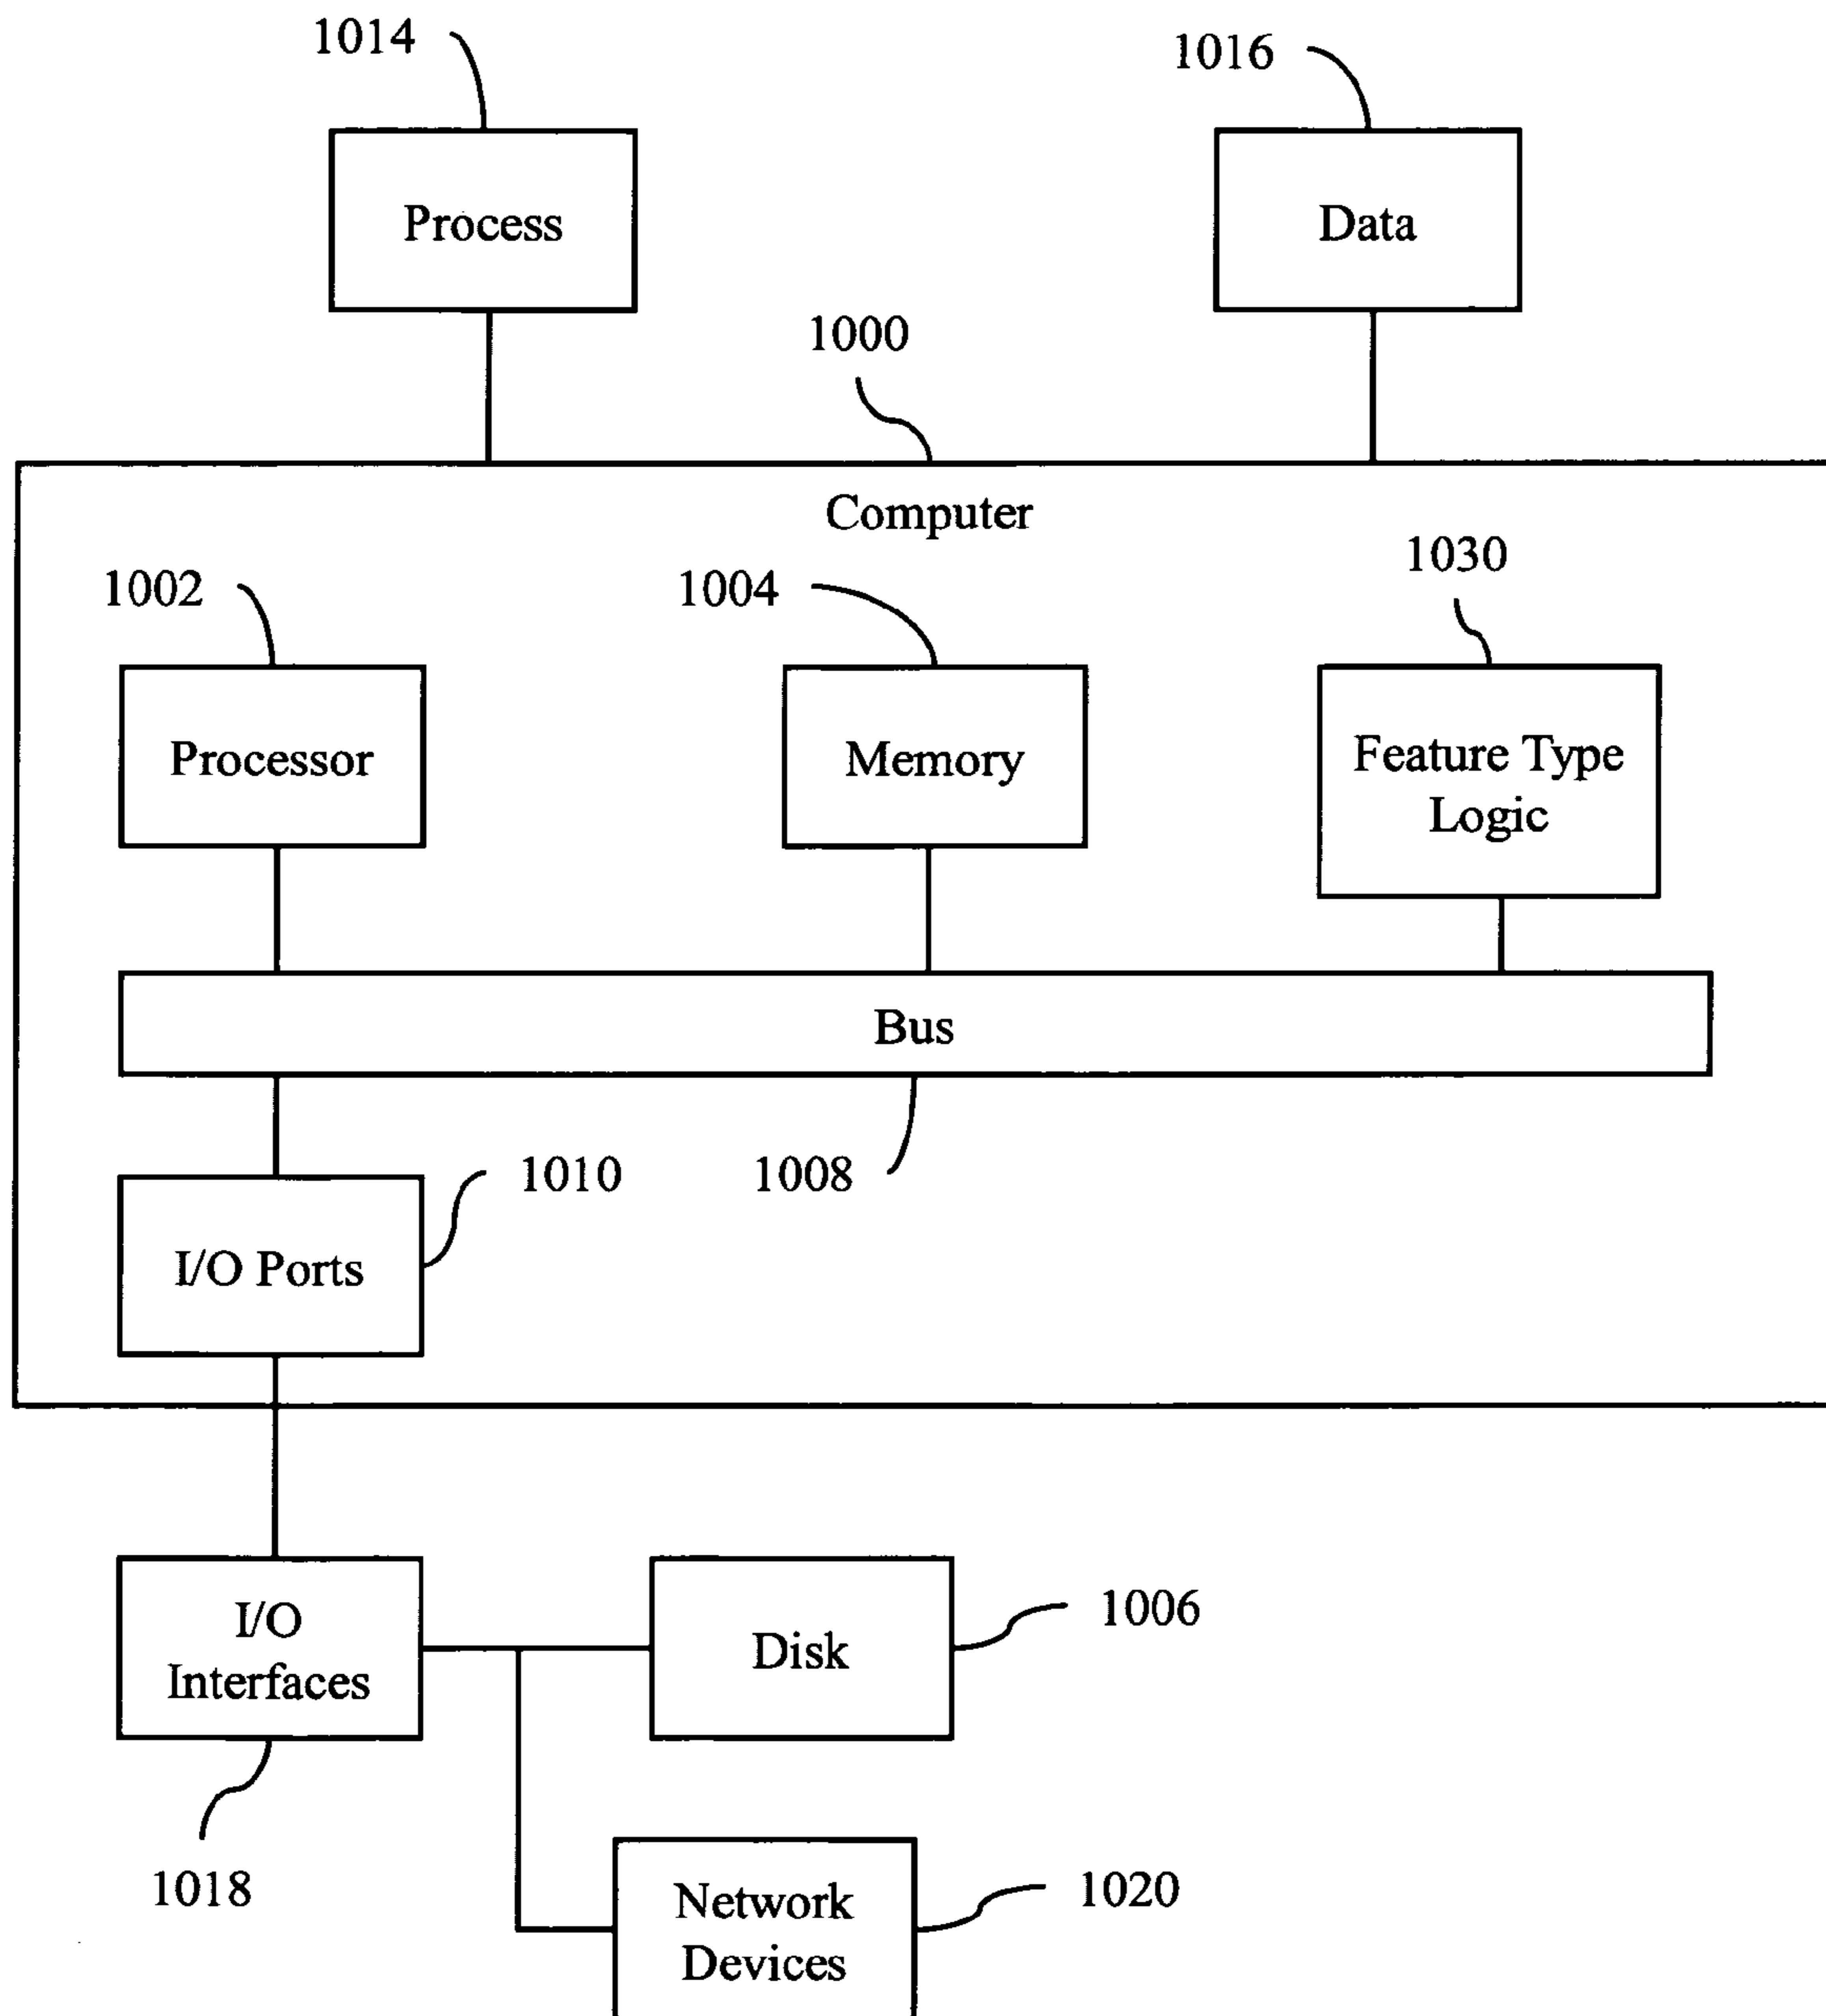 1014
1016
Process
Data
1000
Computer
1002
1004
1030
Processor
Memory
Feature Type
Logic
Bus
1010
1008
I/O Ports
I/O
Interfaces
Disk
1006
1018
Network
Devices
1020